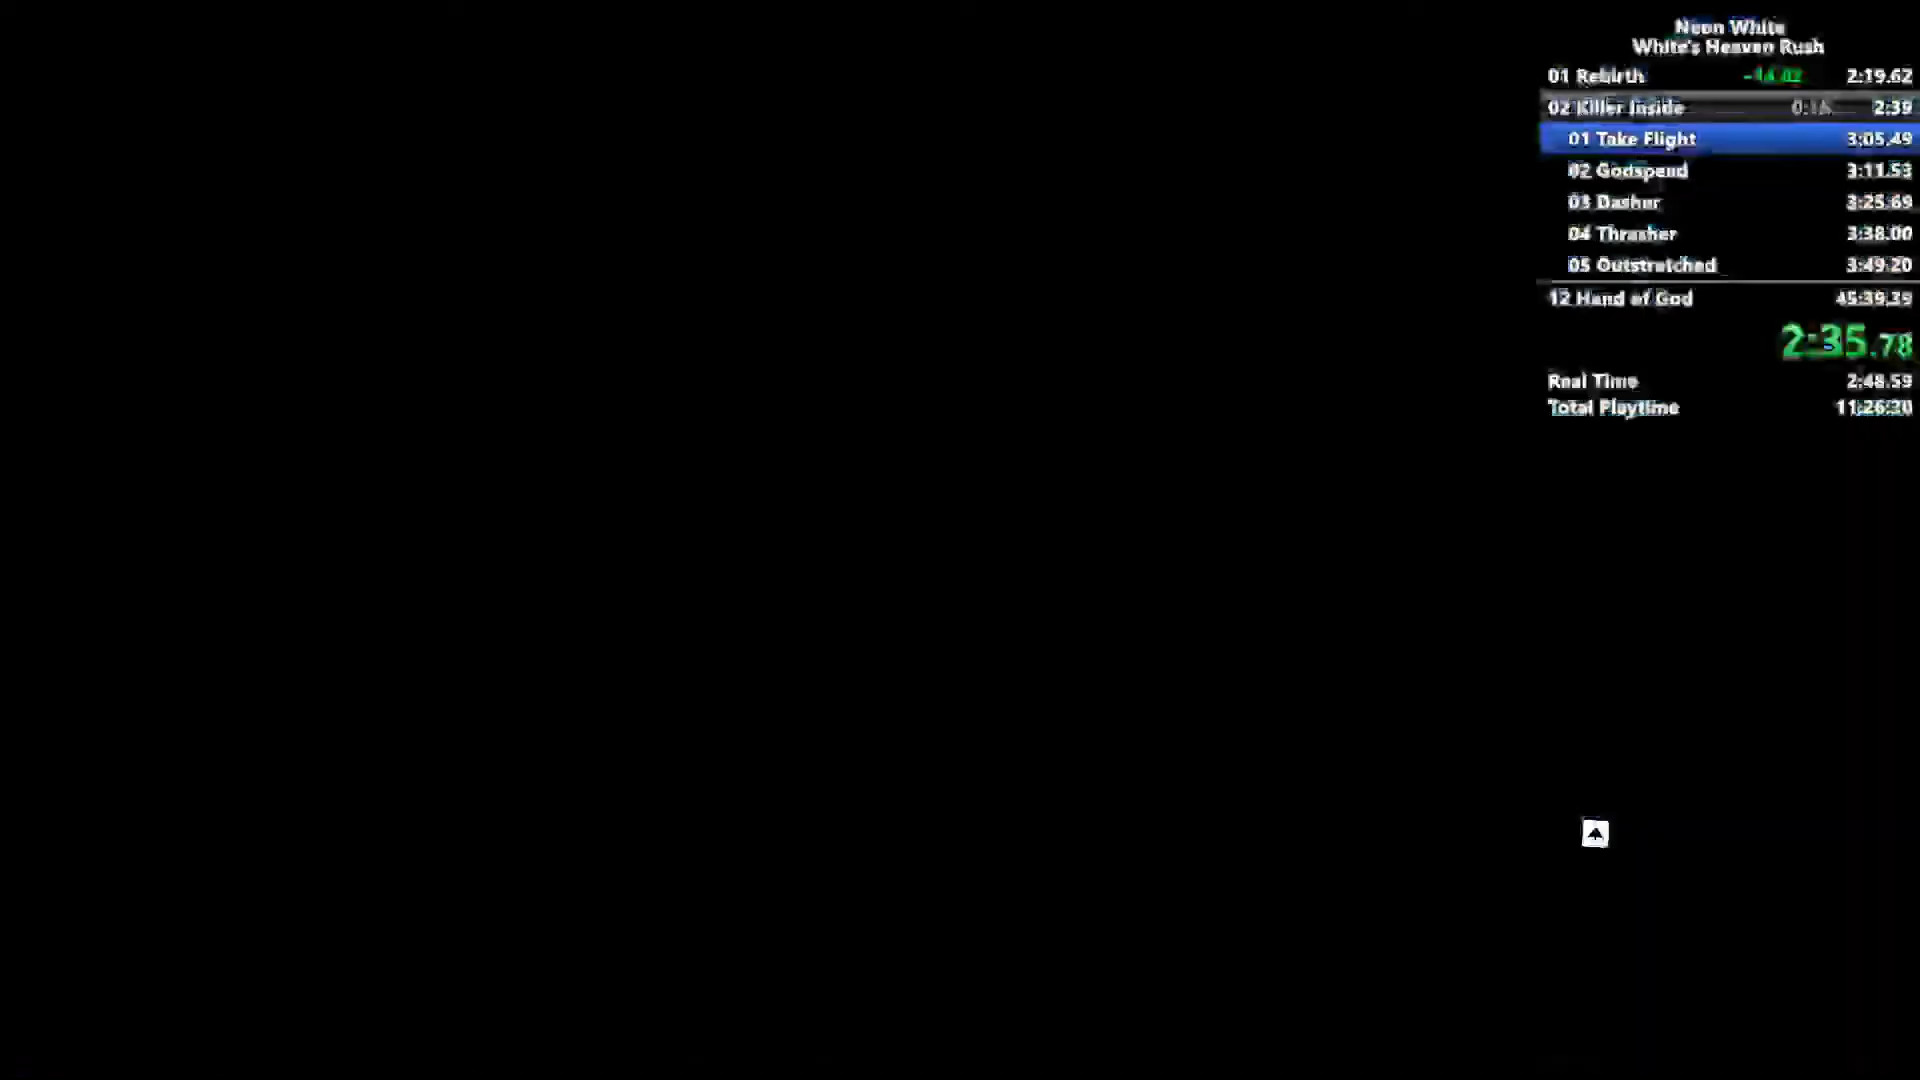 Neon White
White's Heaven Rush
01 Rebirth -14.02 2:19.62
02 Killer Inside 2:39
01 Take Flight 3:05.49
02 Godspeed 3:11.53
03 Dasher 3:25.69
04 Thrasher 3:38.00
05 Outstretched 3:49.20
12 Hand of God 45:39.39
2:35.78
Real Time 2:48.59
Total Playtime 11:26:30